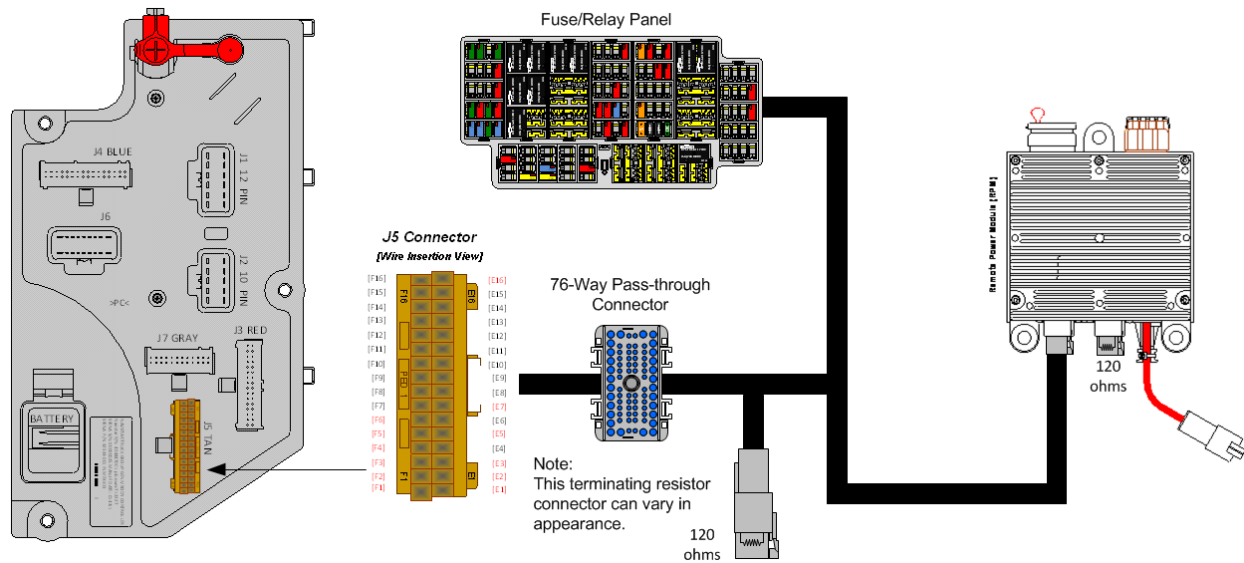 Fuse/Relay Panel
J4 BLUE
J1 12 PIN
J6
J2 10 PIN
>PC<
J7 GRAY
J3 RED
BATTERY
J5 TAN
J5 Connector
[Wire Insertion View]
[F16]
[F15]
[F14]
[F13]
[F12]
[F11]
[F10]
[F9]
[F8]
[F7]
[F6]
[F5]
[F4]
[F3]
[F2]
[F1]
F16
E16
F1
E1
[E16]
[E15]
[E14]
[E13]
[E12]
[E11]
[E10]
[E9]
[E8]
[E7]
[E6]
[E5]
[E4]
[E3]
[E2]
[E1]
76-Way Pass-through
Connector
Note:
This terminating resistor
connector can vary in
appearance.
120
ohms
Remote Power Module [RPM]
120
ohms